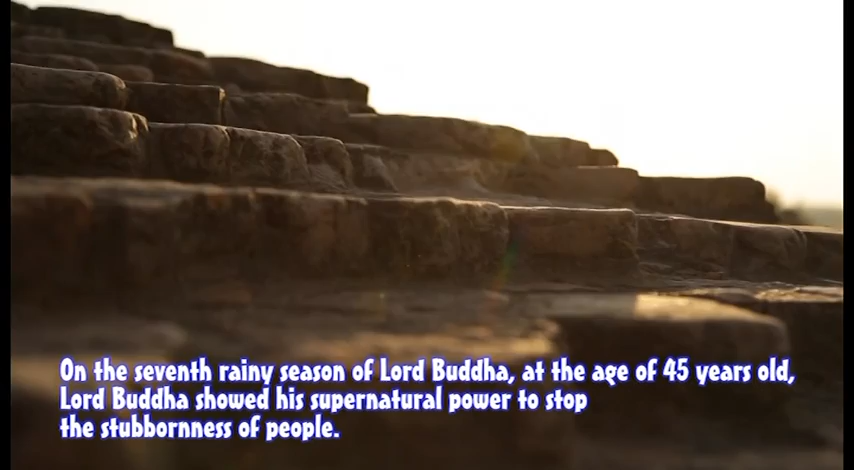 On the seventh rainy season of Lord Buddha, at the age of 45 years old,
Lord Buddha showed his supernatural power to stop
the stubbornness of people.